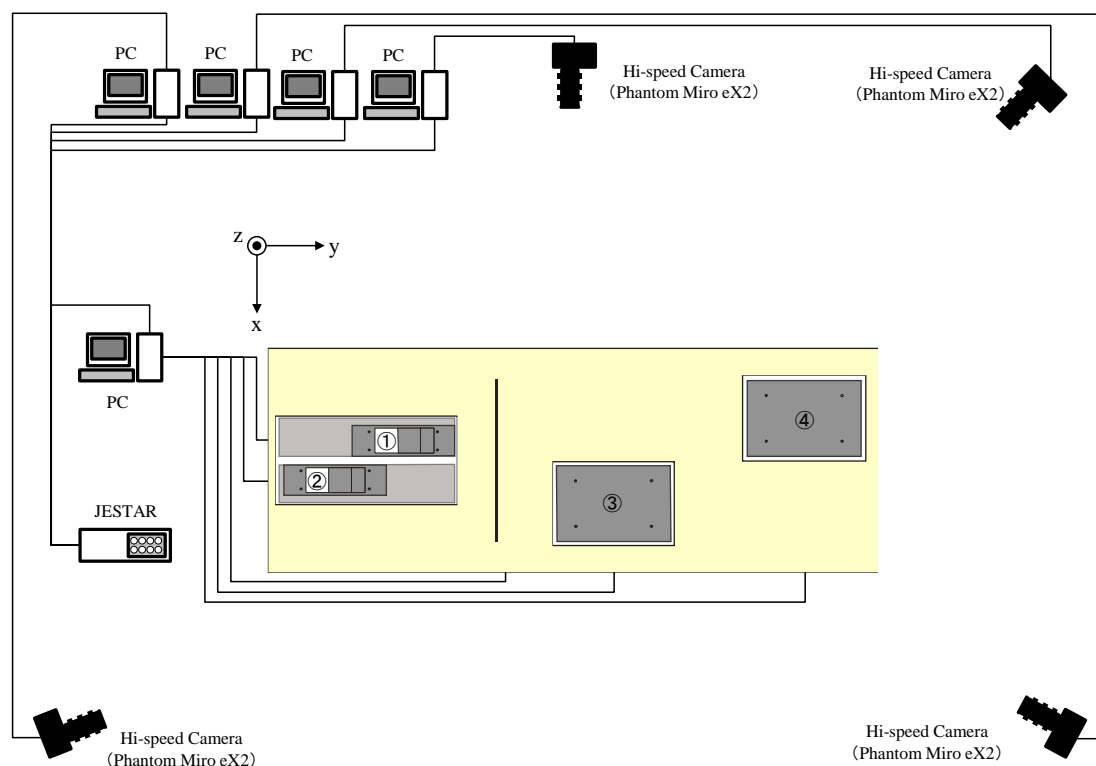 PC
PC
PC
PC
Hi-speed Camera
（Phantom Miro eX2）
Hi-speed Camera
（Phantom Miro eX2）
z
y
x
PC
①
②
③
④
JESTAR
Hi-speed Camera
（Phantom Miro eX2）
Hi-speed Camera
（Phantom Miro eX2）